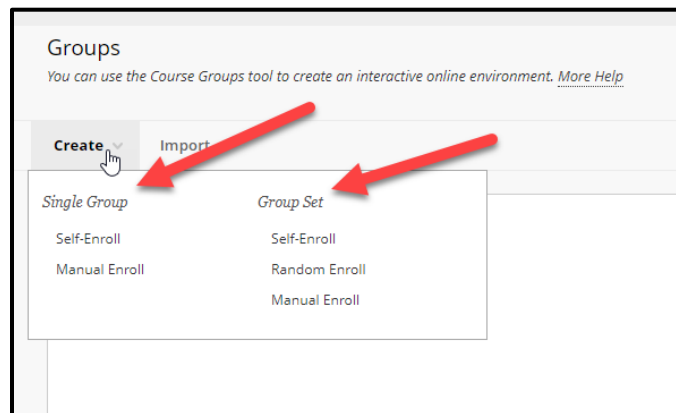 Groups
You can use the Course Groups tool to create an interactive online environment. More Help
Create Import
Single Group Group Set
Self-Enroll Self-Enroll
Manual Enroll Random Enroll
Manual Enroll